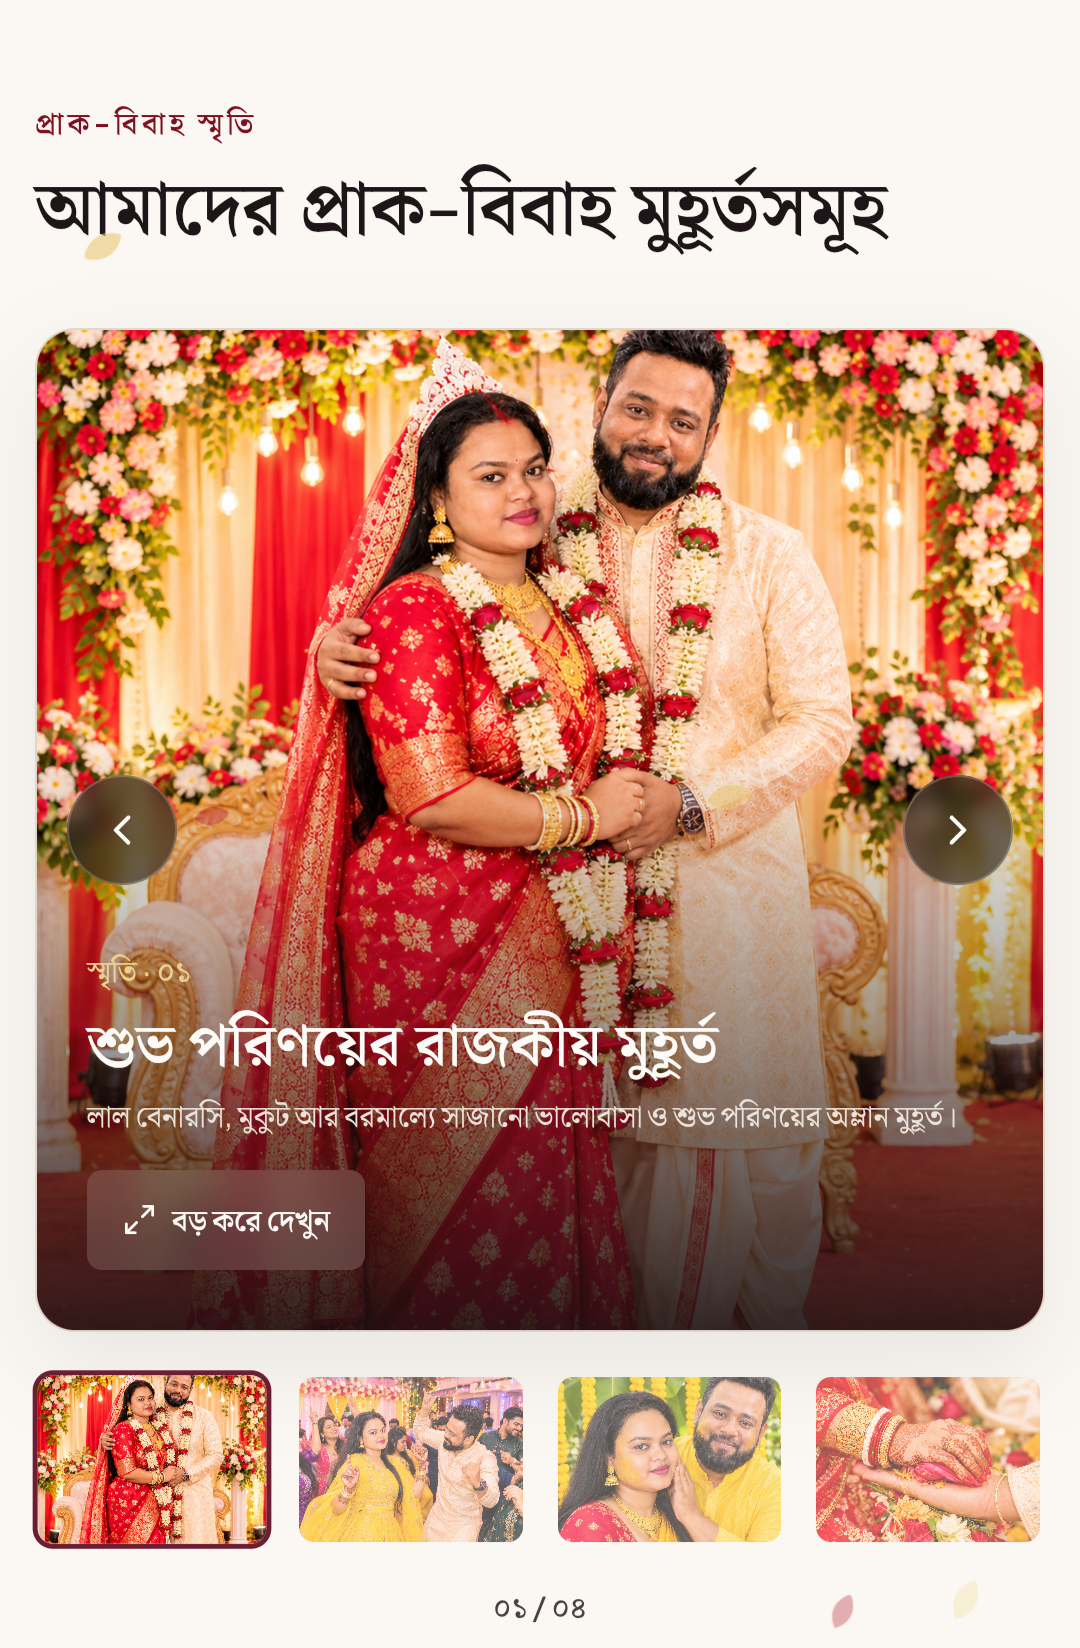 প্রাক-বিবাহ স্মৃতি
আমাদের প্রাক-বিবাহ মুহূর্তসমূহ
স্মৃতি · ০১
শুভ পরিণয়ের রাজকীয় মুহূর্ত
লাল বেনারসি, মুকুট আর বরমাল্যে সাজানো ভালোবাসা ও শুভ পরিণয়ের অম্লান মুহূর্ত।
বড় করে দেখুন
০১ / ০৪